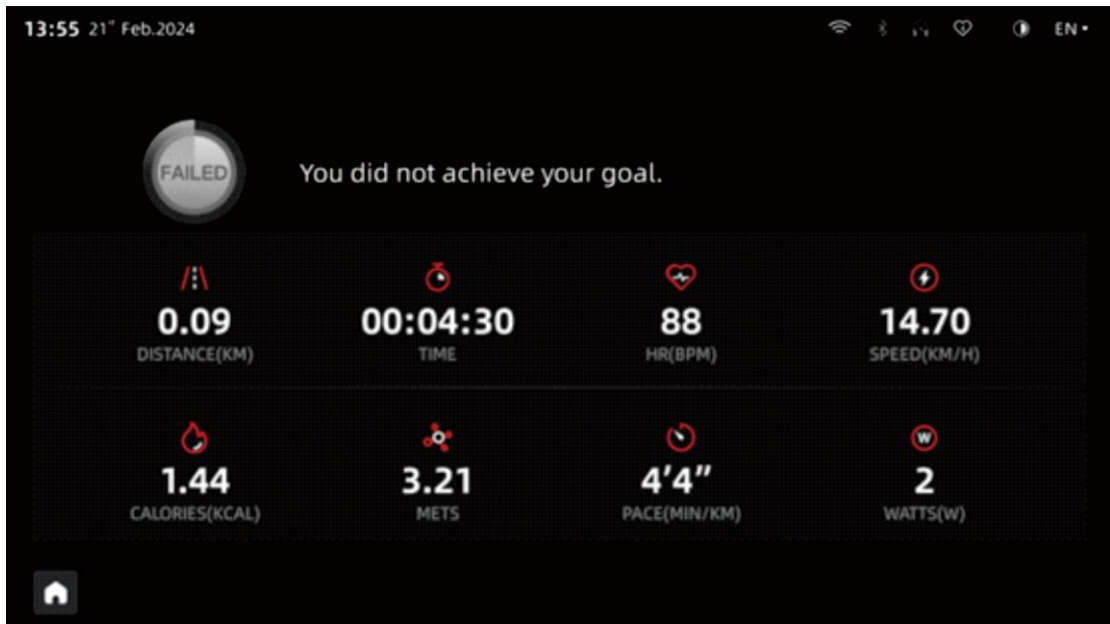 13:55 21" Feb.2024 EN
FAILED
You did not achieve your goal.
0.09 00:04:30 88 14.70
DISTANCE(KM) TIME HR(BPM) SPEED(KM/H)
W
1.44 3.21 4'4" 2
CALORIES(KCAL) METS PACE(MIN/KM) WATTS(W)